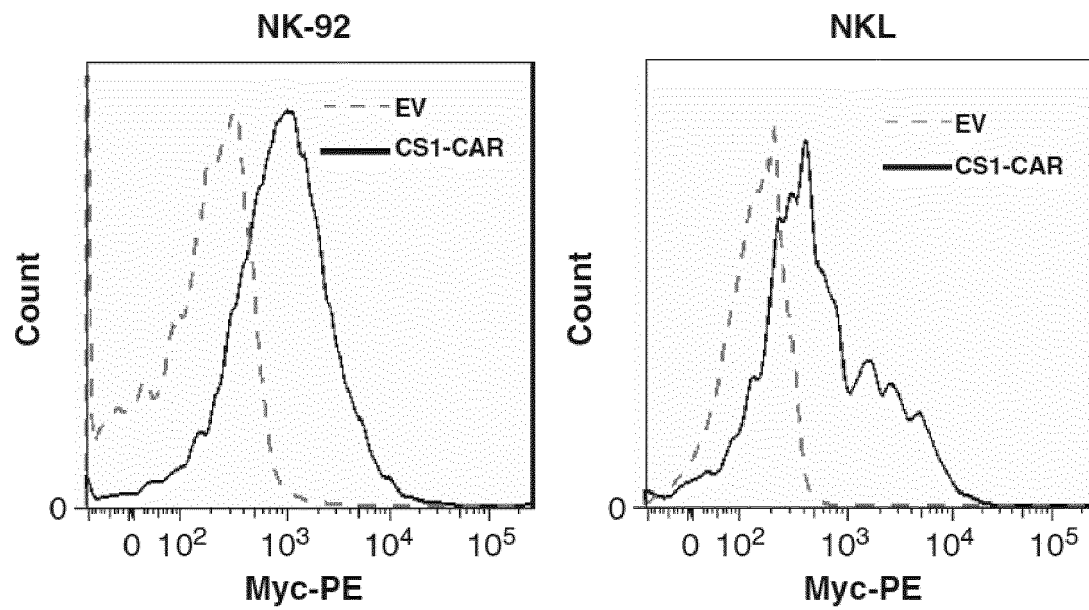 NK-92
EV
CS1-CAR
Count
0
0 10² 10³ 10⁴ 10⁵
Myc-PE
NKL
EV
CS1-CAR
Count
0
0 10² 10³ 10⁴ 10⁵
Myc-PE